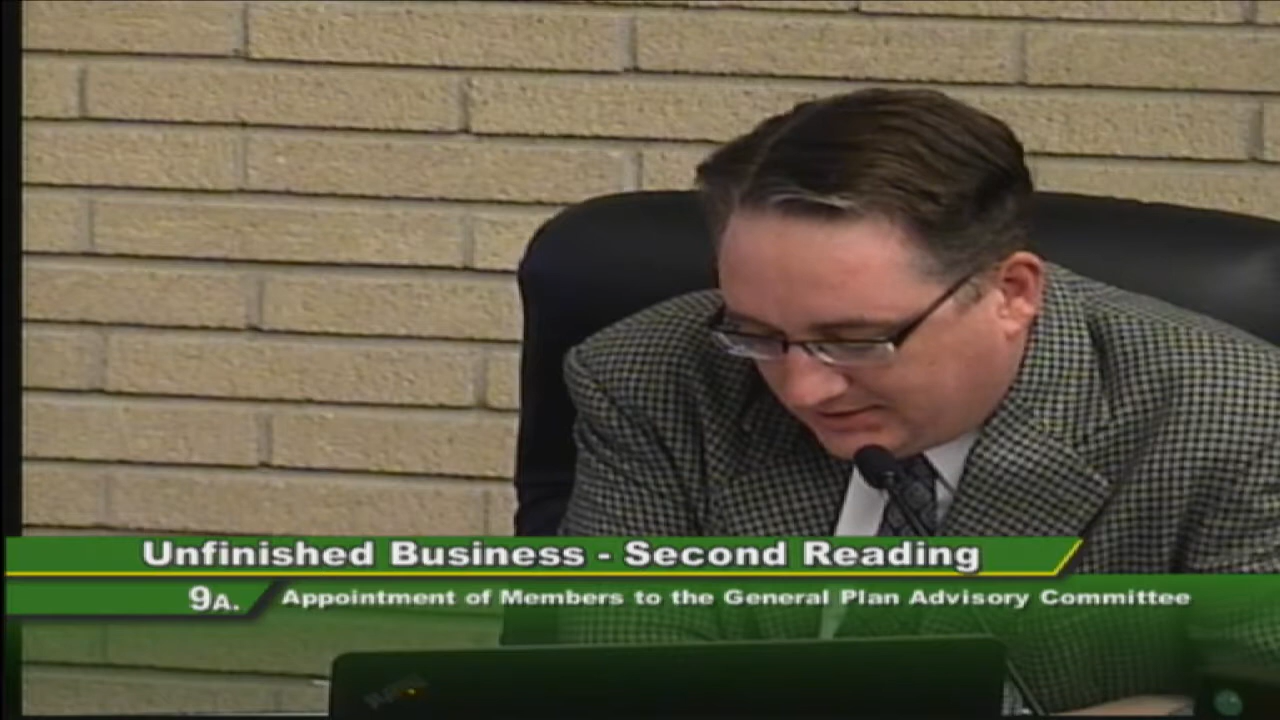 Unfinished Business - Second Reading
9A. Appointment of Members to the General Plan Advisory Committee